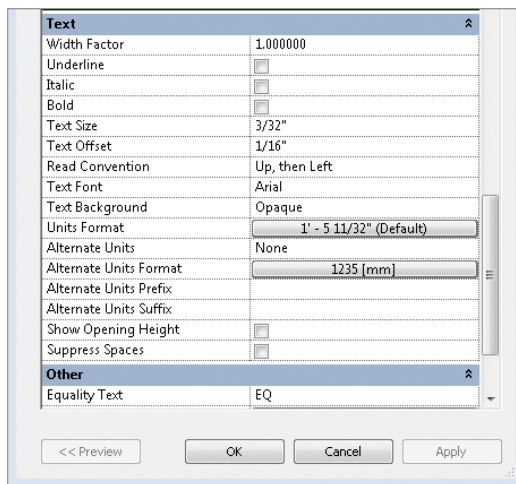 Text
Width Factor 1.000000
Underline
Italic
Bold
Text Size 3/32"
Text Offset 1/16"
Read Convention Up, then Left
Text Font Arial
Text Background Opaque
Units Format 1' - 5 11/32" (Default)
Alternate Units None
Alternate Units Format 1235 [mm]
Alternate Units Prefix
Alternate Units Suffix
Show Opening Height
Suppress Spaces
Other
Equality Text EQ
<< Preview OK Cancel Apply